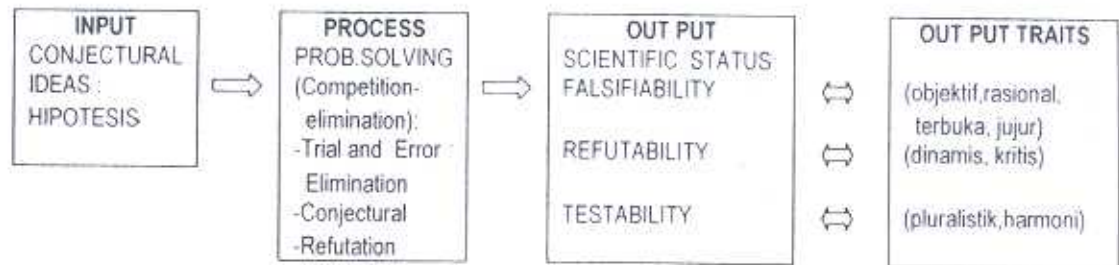 INPUT
CONJECTURAL
IDEAS :
HIPOTESIS
PROCESS
PROB.SOLVING
(Competition-
elimination):
-Trial and Error :
Elimination
-Conjectural
-Refutation
OUT PUT
SCIENTIFIC STATUS
FALSIFIABILITY
REFUTABILITY
TESTABILITY
OUT PUT TRAITS
(objektif,rasional,
terbuka, jujur)
(dinamis, kritis)
(pluralistik,harmoni)